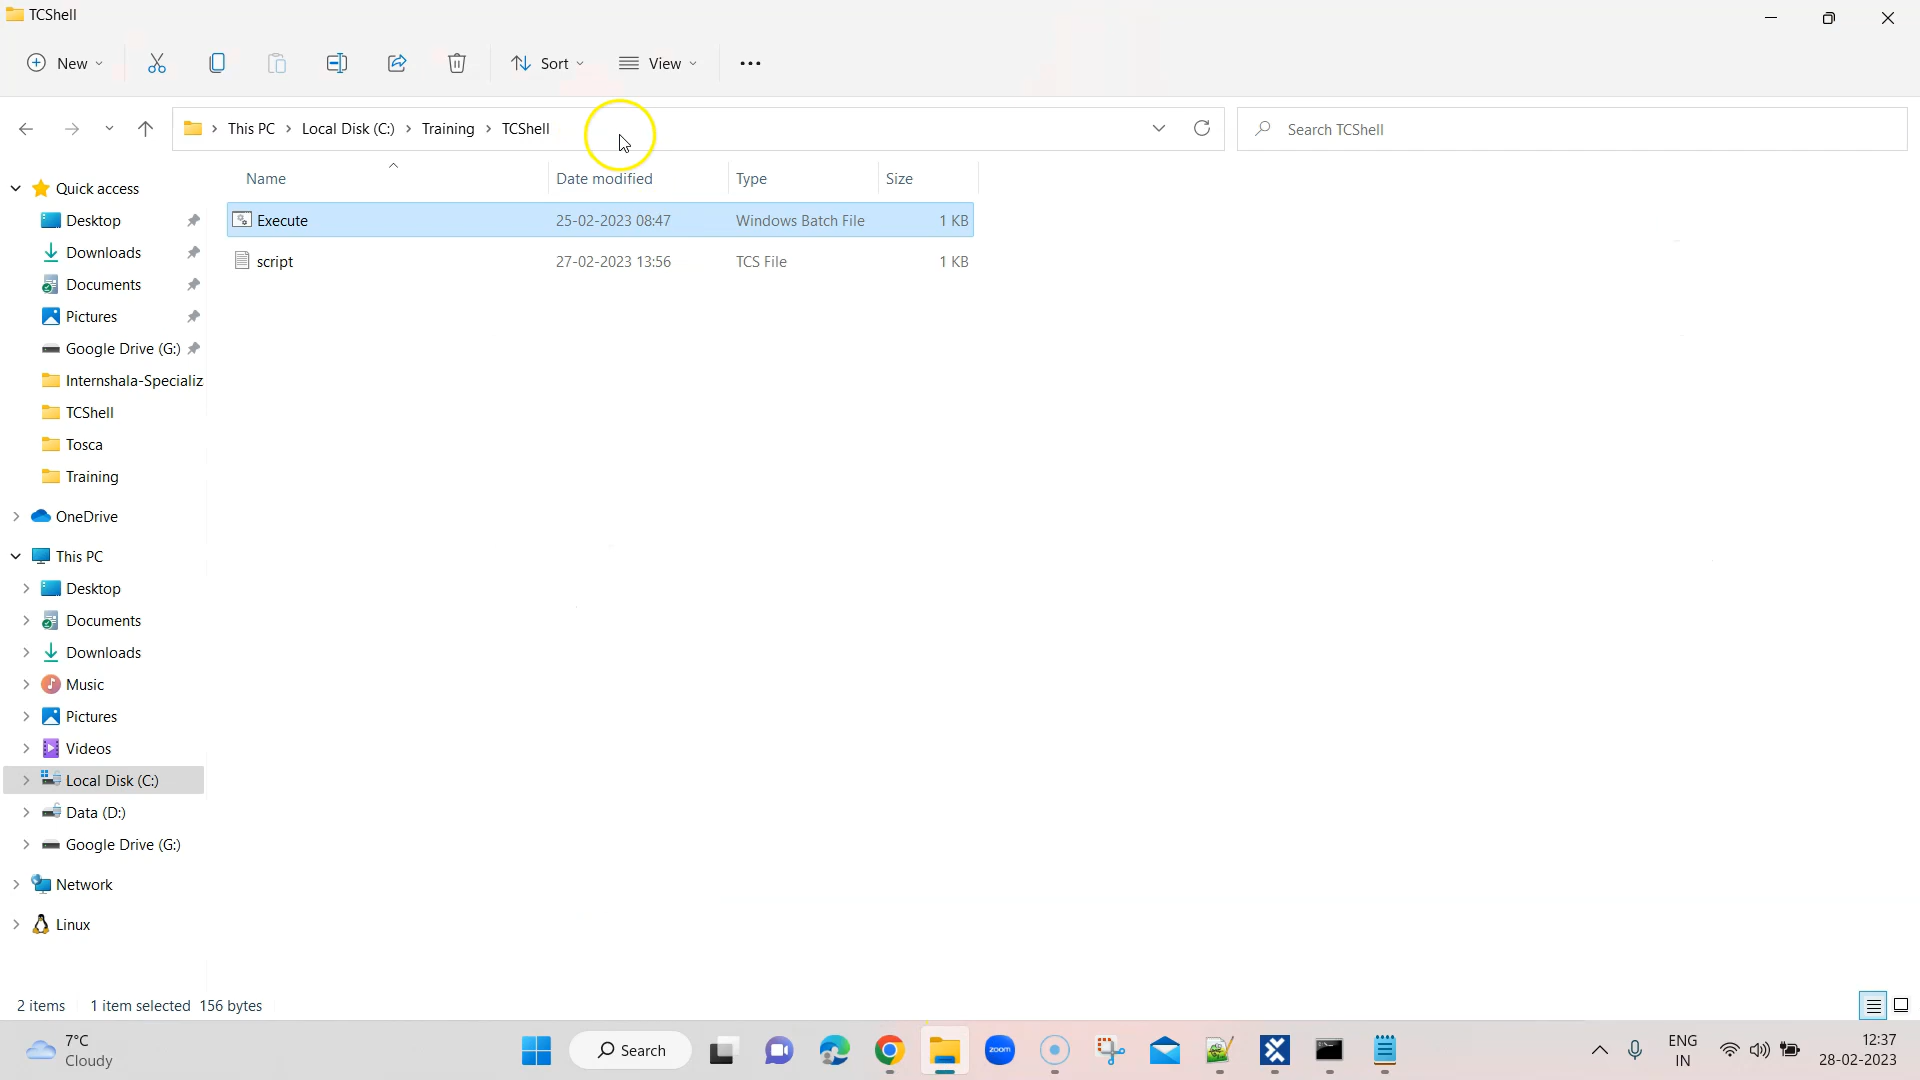 TCShell
New
Sort
View
This PC > Local Disk (C:) > Training > TCShell
Search TCShell
Name Date modified Type Size
Execute 25-02-2023 08:47 Windows Batch File 1 KB
script 27-02-2023 13:56 TCS File 1 KB
Quick access
Desktop
Downloads
Documents
Pictures
Google Drive (G:)
Internshala-Specializ
TCShell
Tosca
Training
OneDrive
This PC
Desktop
Documents
Downloads
Music
Pictures
Videos
Local Disk (C:)
Data (D:)
Google Drive (G:)
Network
Linux
2 items 1 item selected 156 bytes
7°C
Cloudy
Search
zoom
ENG
IN
12:37
28-02-2023